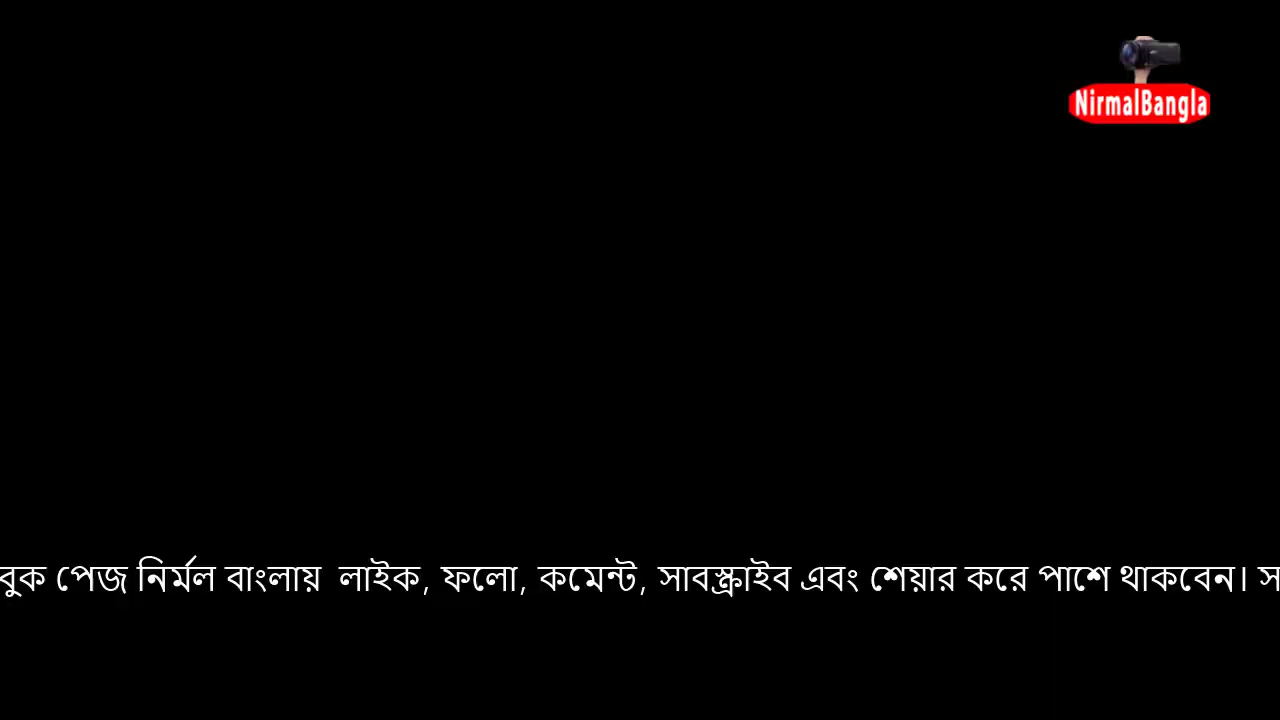 NirmalBangla
বুক পেজ নির্মল বাংলায় লাইক, ফলো, কমেন্ট, সাবস্ক্রাইব এবং শেয়ার করে পাশে থাকবেন। স